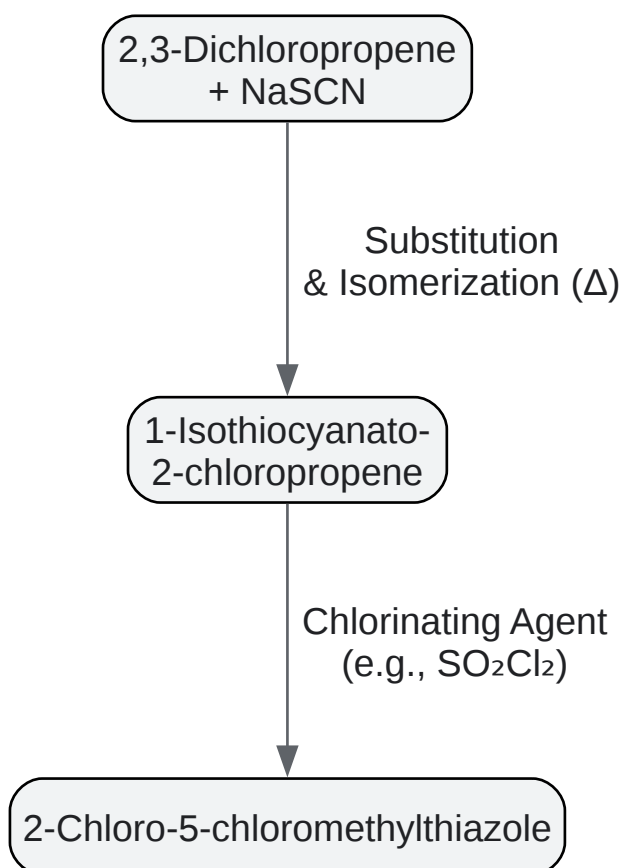 2,3-Dichloropropene
+ NaSCN
Substitution
& Isomerization (Δ)
1-Isothiocyanato-
2-chloropropene
Chlorinating Agent
(e.g., SO₂Cl₂)
2-Chloro-5-chloromethylthiazole